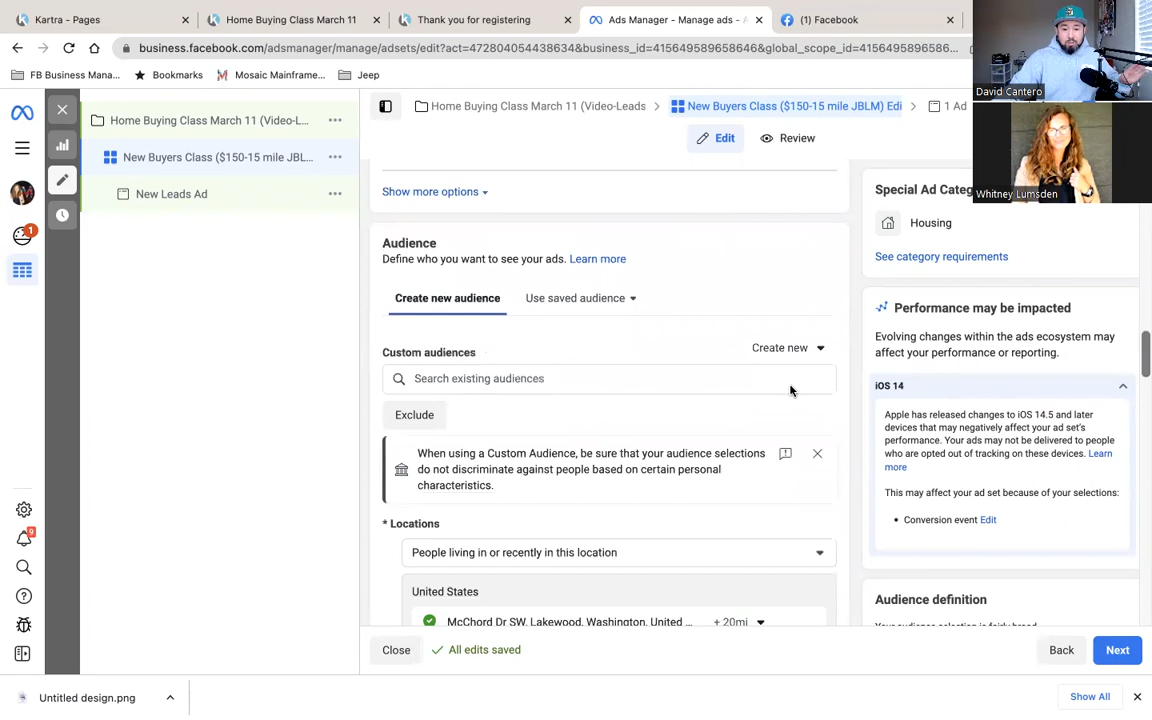 Kartra - Pages
Home Buying Class March 11
Thank you for registering
Ads Manager - Manage ads - A
(1) Facebook
business.facebook.com/adsmanager/manage/adsets/edit?act=472804054438634&business_id=415649589658646&global_scope_id=4156495896586...
FB Business Mana...
Bookmarks
Mosaic Mainfram...
Jeep
David Cantero
Whitney Lumsden
Home Buying Class March 11 (Video-Leads
New Buyers Class ($150-15 mile JBLM) Edi
1 Ad
Edit
Review
Home Buying Class March 11 (Video-L...
New Buyers Class ($150-15 mile JBL...
New Leads Ad
1
9
Show more options
Audience
Define who you want to see your ads. Learn more
Create new audience
Use saved audience
Custom audiences
Create new
Search existing audiences
Exclude
When using a Custom Audience, be sure that your audience selections
do not discriminate against people based on certain personal
characteristics.
* Locations
People living in or recently in this location
United States
McChord Dr SW, Lakewood, Washington, United ... + 20mi
Special Ad Categ
Housing
See category requirements
Performance may be impacted
Evolving changes within the ads ecosystem may
affect your performance or reporting.
iOS 14
Apple has released changes to iOS 14.5 and later
devices that may negatively affect your ad set's
performance. Your ads may not be delivered to people
who are opted out of tracking on these devices. Learn
more
This may affect your ad set because of your selections:
• Conversion event Edit
Audience definition
Your audience selection is fairly broad.
Close
All edits saved
Back
Next
Untitled design.png
Show All